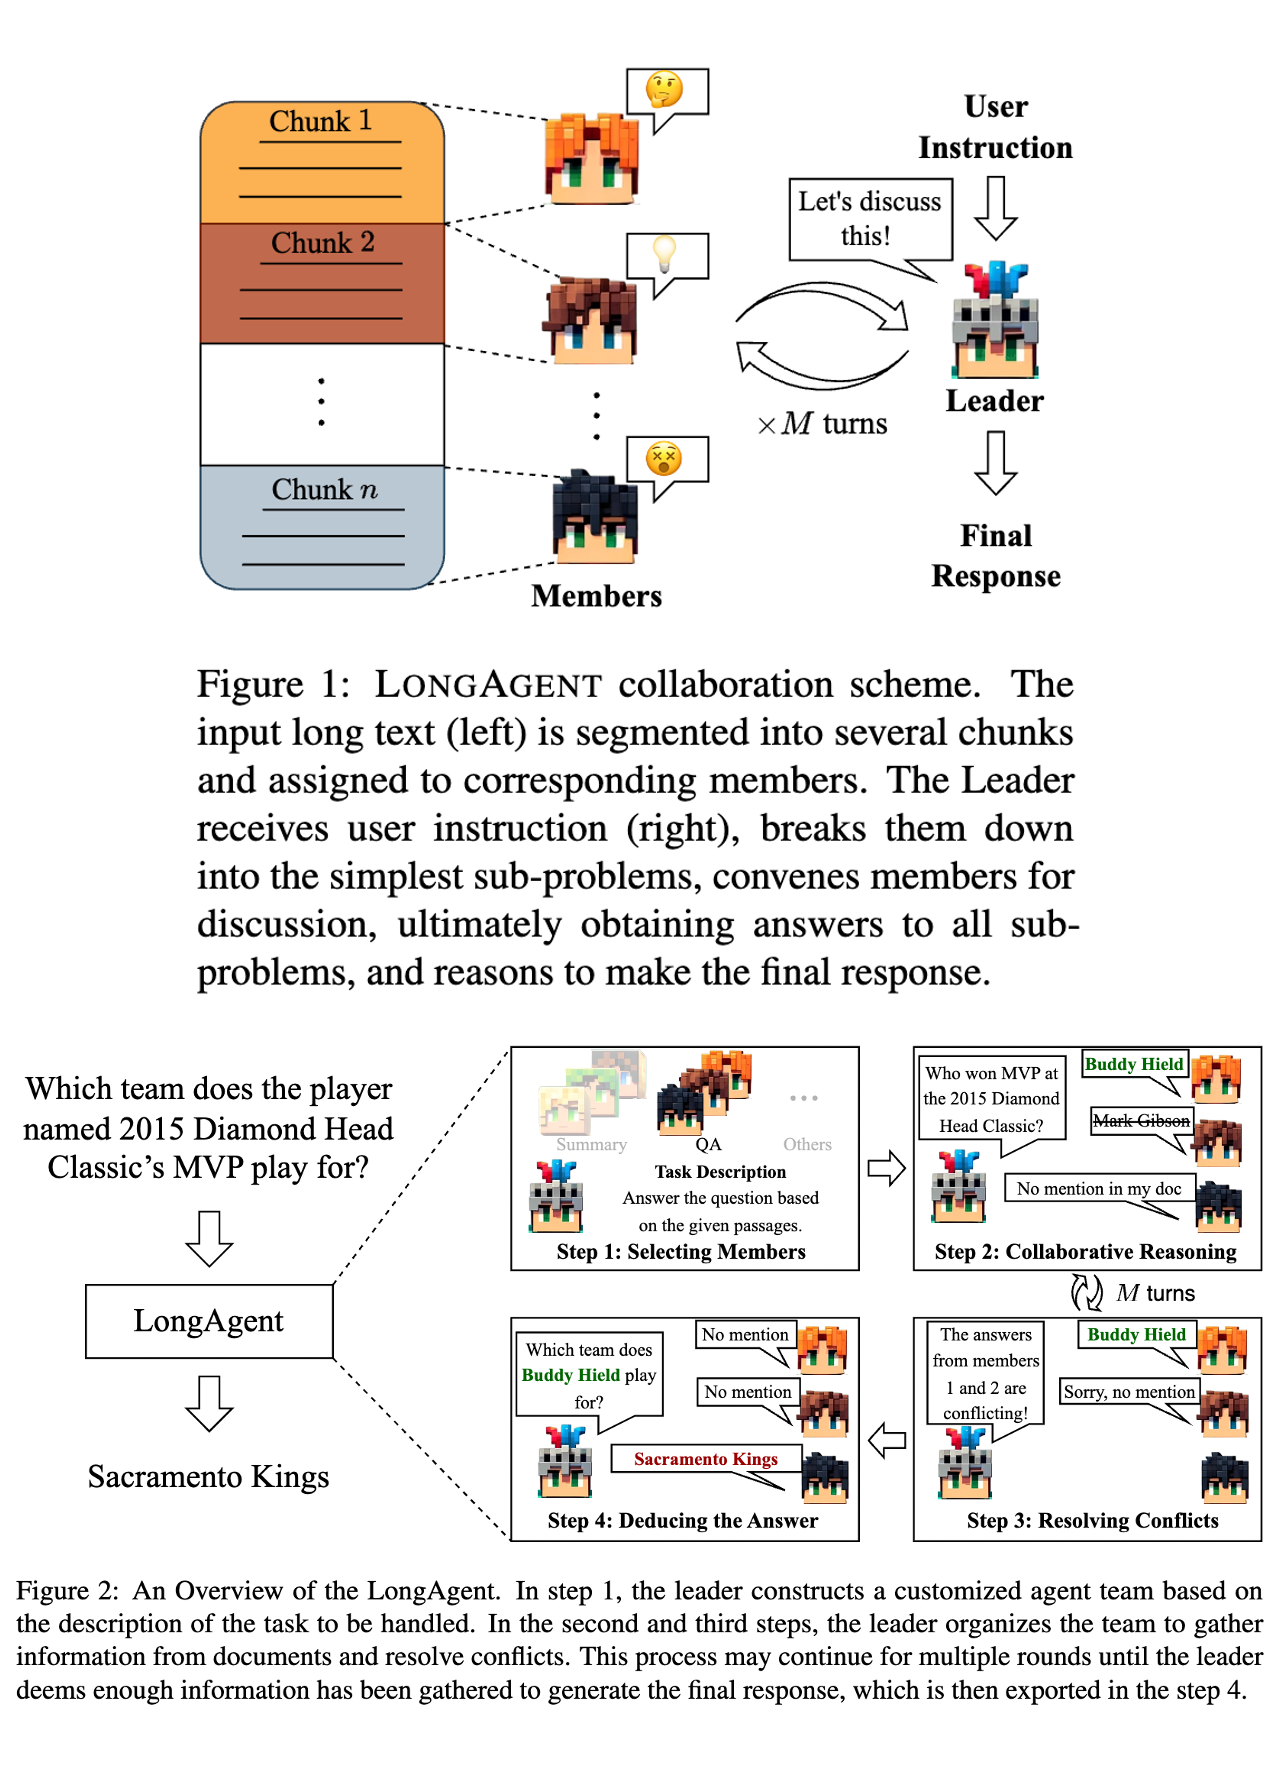 Chunk 1
Chunk 2
Chunk n
Members
User
Instruction
Let's discuss
this!
×M turns
Leader
Final
Response
Figure 1: LONGAGENT collaboration scheme. The
input long text (left) is segmented into several chunks
and assigned to corresponding members. The Leader
receives user instruction (right), breaks them down
into the simplest sub-problems, convenes members for
discussion, ultimately obtaining answers to all sub-
problems, and reasons to make the final response.
Which team does the player
named 2015 Diamond Head
Classic's MVP play for?
LongAgent
Sacramento Kings
Summary
QA
...
Others
Task Description
Answer the question based
on the given passages.
Step 1: Selecting Members
Who won MVP at
the 2015 Diamond
Head Classic?
Buddy Hield
Mark Gibson
No mention in my doc
Step 2: Collaborative Reasoning
M turns
The answers
from members
1 and 2 are
conflicting!
Buddy Hield
Sorry, no mention
Step 3: Resolving Conflicts
Which team does
Buddy Hield play
for?
No mention
No mention
Sacramento Kings
Step 4: Deducing the Answer
Figure 2: An Overview of the LongAgent. In step 1, the leader constructs a customized agent team based on
the description of the task to be handled. In the second and third steps, the leader organizes the team to gather
information from documents and resolve conflicts. This process may continue for multiple rounds until the leader
deems enough information has been gathered to generate the final response, which is then exported in the step 4.